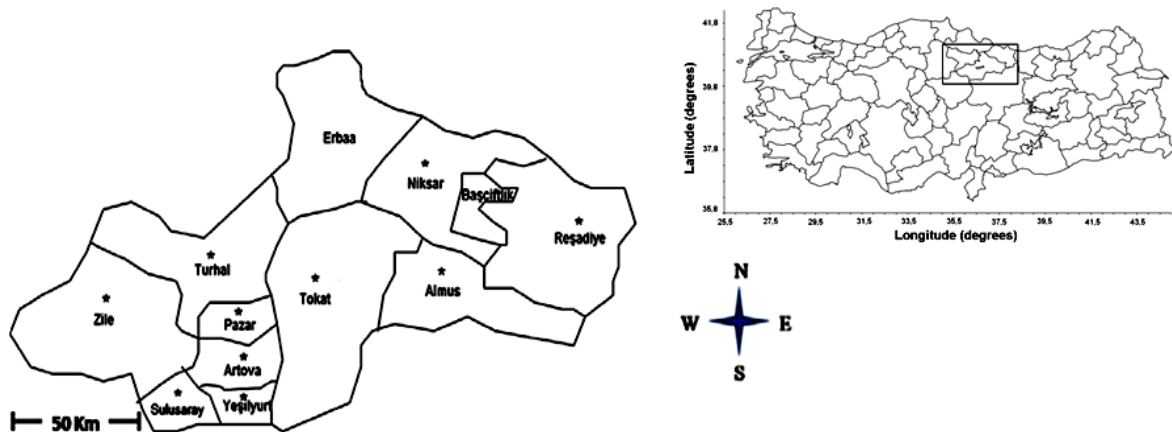 Erbaa
Niksar
Başçiftlik
Reşadiye
Turhal
Tokat
Almus
Zile
Pazar
Artova
Sulusaray
Yeşilyurt
50 Km
Latitude (degrees)
41,8
39,8
37,8
35,8
25,5 27,5 29,5 31,5 33,5 35,5 37,5 39,5 41,5 43,5
Longitude (degrees)
N
W E
S